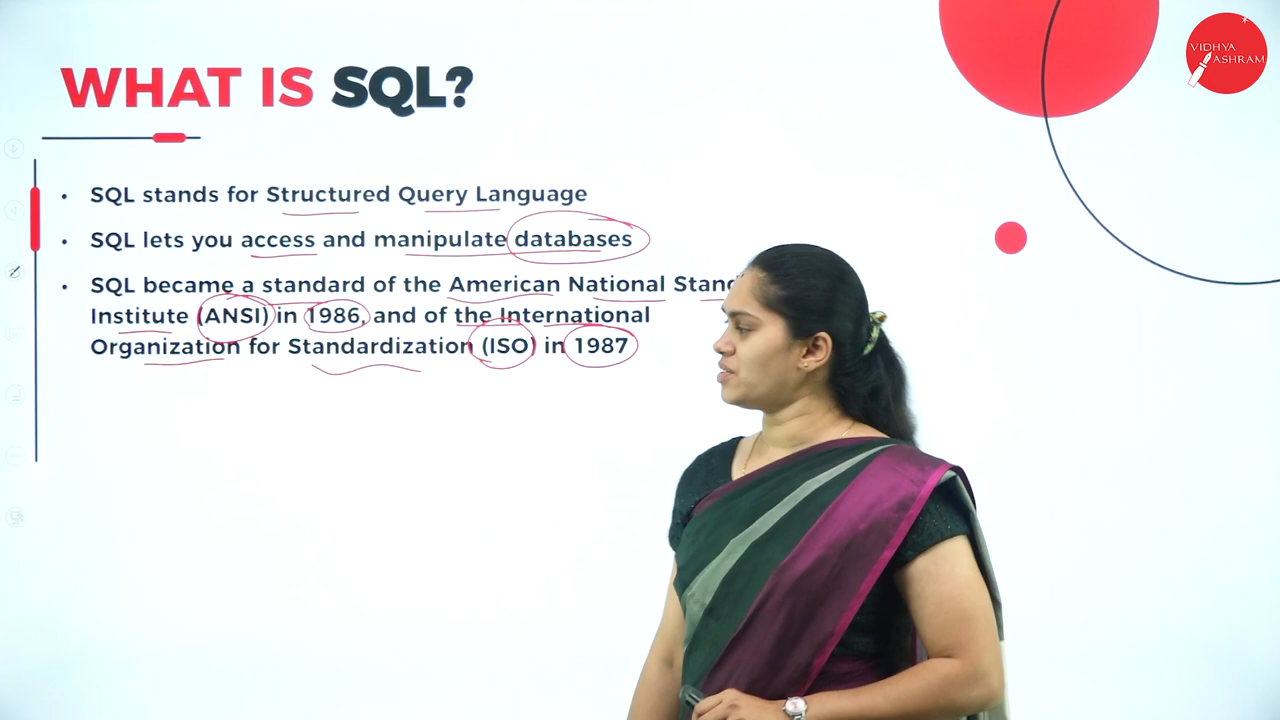 VIDHYA
ASHRAM
WHAT IS SQL?
• SQL stands for Structured Query Language
• SQL lets you access and manipulate databases
• SQL became a standard of the American National
Institute (ANSI) in 1986, and of the International
Organization for Standardization (ISO) in 1987